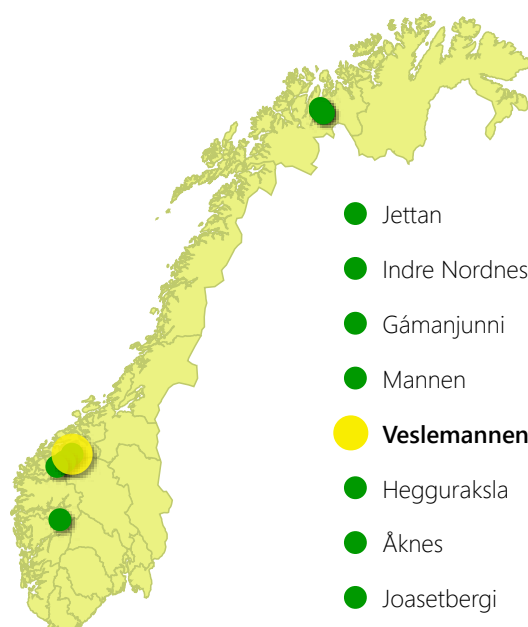 Jettan
Indre Nordnes
Gámanjunni
Mannen
Veslemannen
Hegguraksla
Åknes
Joasetbergi